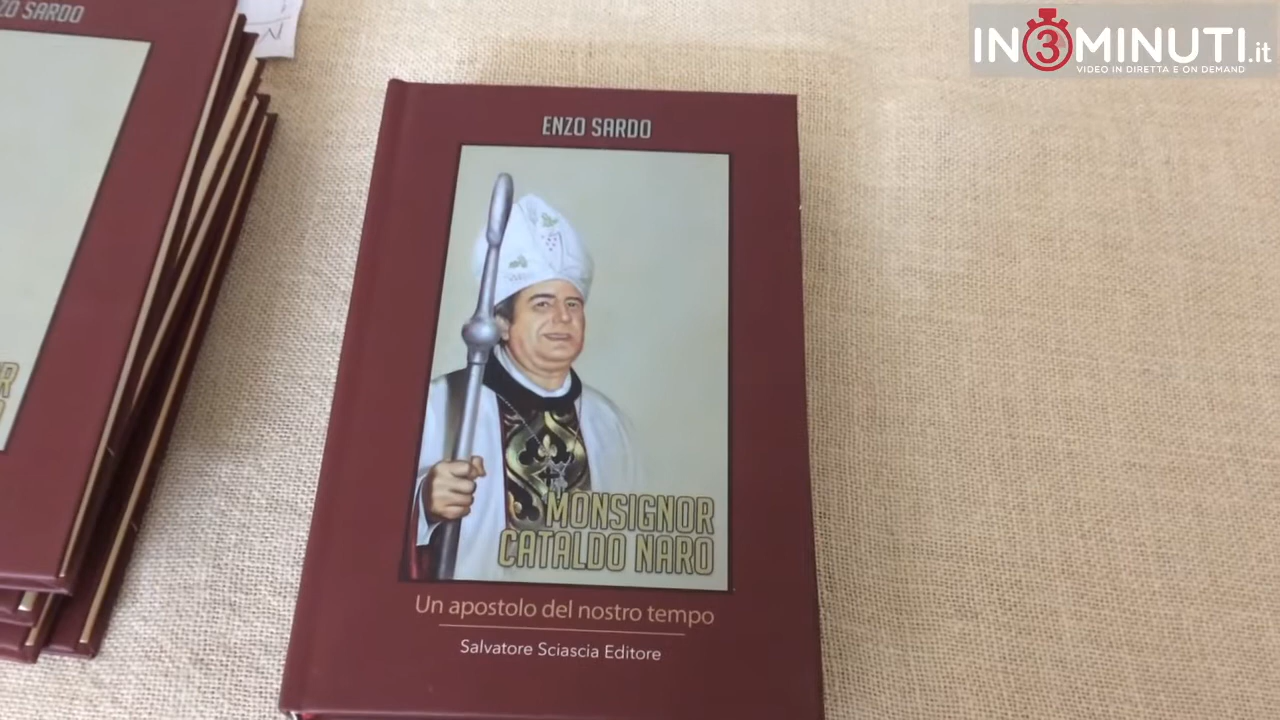 ZO SARDO
IN3MINUTI.it
VIDEO IN DIRETTA E ON DEMAND
ENZO SARDO
MONSIGNOR
CATALDO NARO
Un apostolo del nostro tempo
Salvatore Sciascia Editore